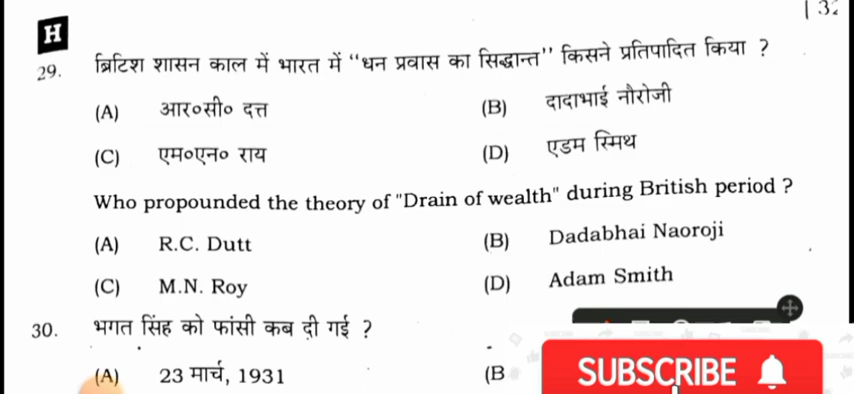 H
29. ब्रिटिश शासन काल में भारत में "धन प्रवास का सिद्धान्त" किसने प्रतिपादित किया ?
(A) आर०सी० दत्त (B) दादाभाई नौरोजी
(C) एम०एन० राय (D) एडम स्मिथ
Who propounded the theory of "Drain of wealth" during British period ?
(A) R.C. Dutt (B) Dadabhai Naoroji
(C) M.N. Roy (D) Adam Smith
30. भगत सिंह को फांसी कब दी गई ?
(A) 23 मार्च, 1931 (B
SUBSCRIBE